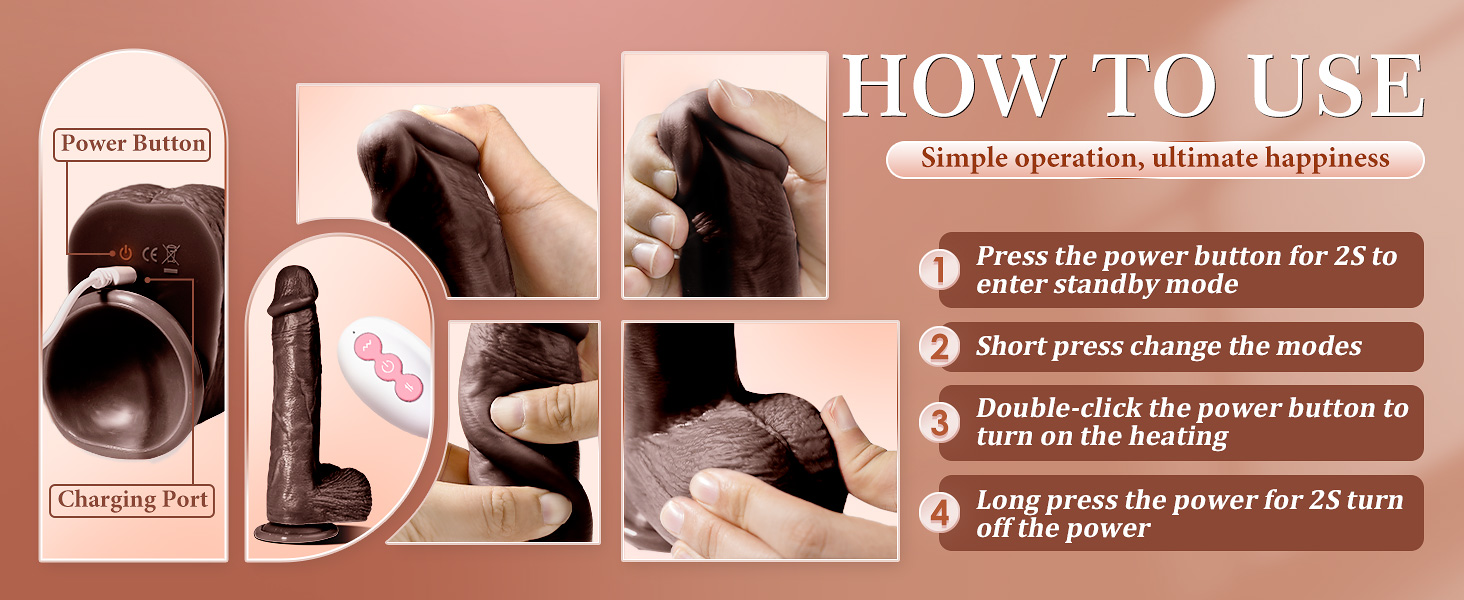 HOW TO USE
Simple operation, ultimate happiness
Power Button
CE
Charging Port
1
Press the power button for 2S to
enter standby mode
2
Short press change the modes
3
Double-click the power button to
turn on the heating
4
Long press the power for 2S turn
off the power